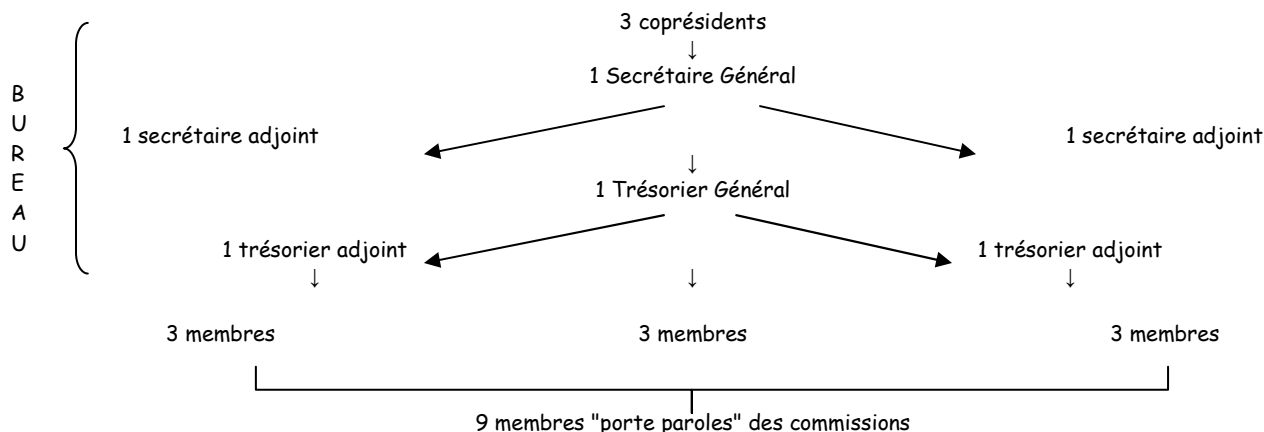 3 coprésidents
↓
1 Secrétaire Général
B
U
R
E
A
U
1 secrétaire adjoint
1 secrétaire adjoint
↓
1 Trésorier Général
1 trésorier adjoint
1 trésorier adjoint
↓ ↓ ↓
3 membres 3 membres 3 membres
9 membres "porte paroles" des commissions